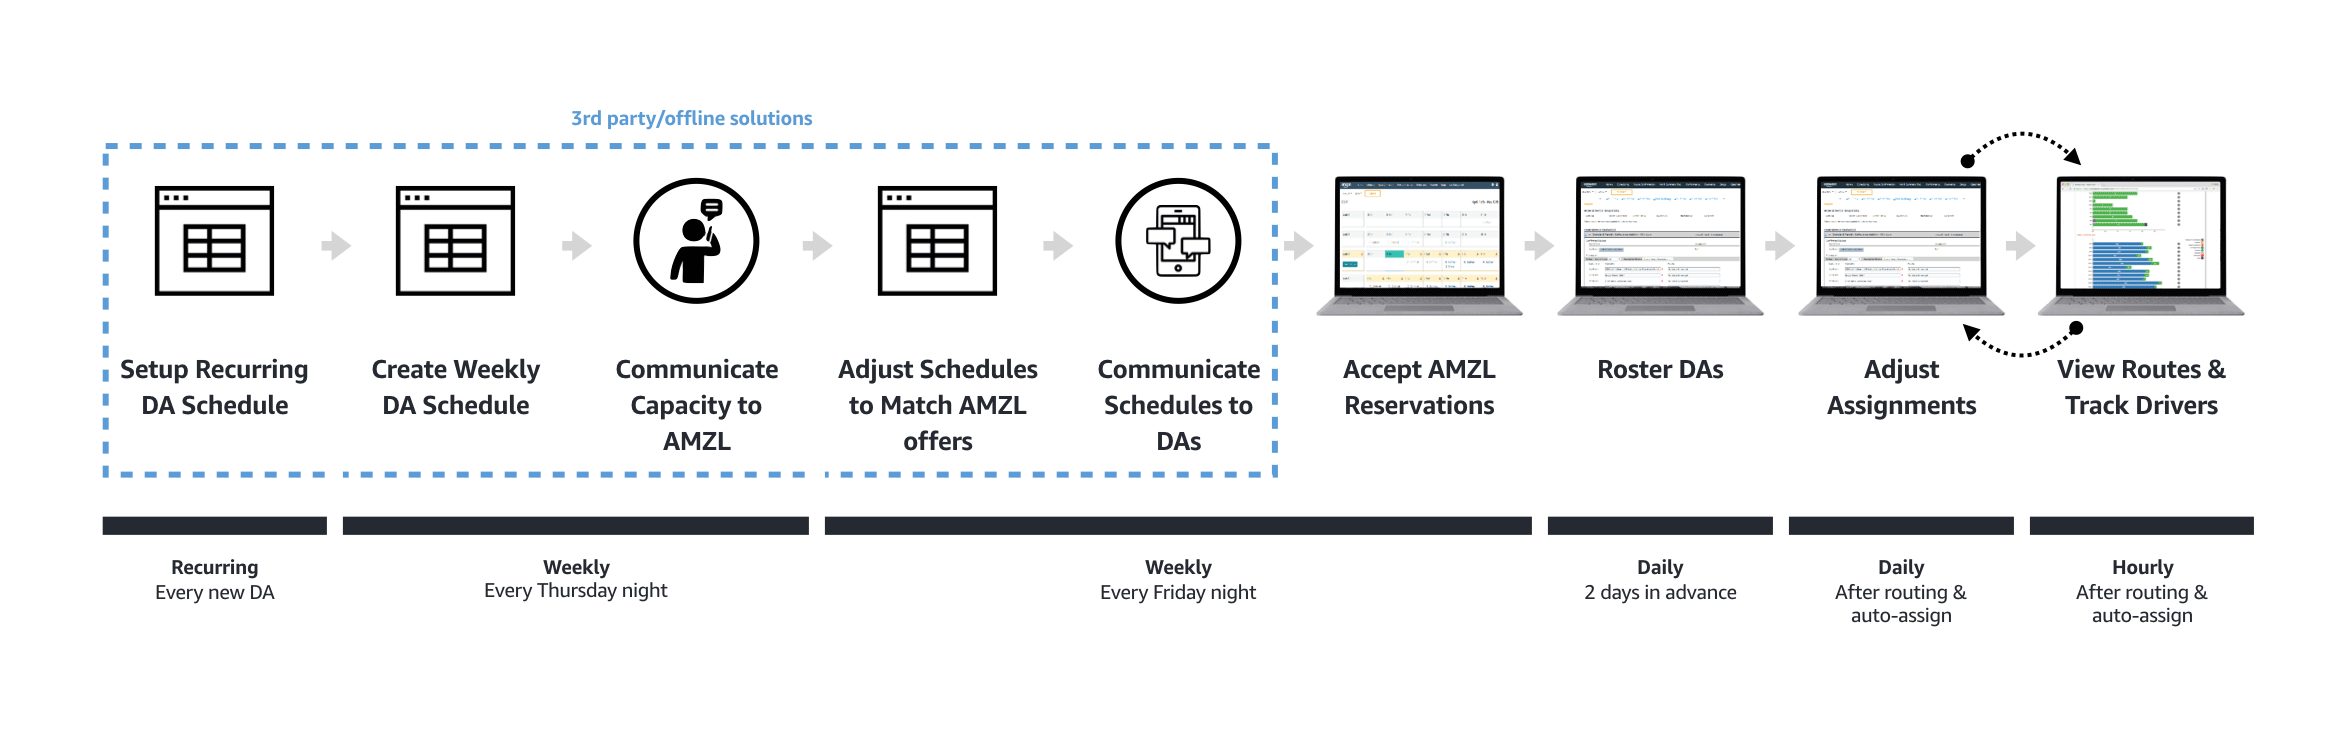 3rd party/offline solutions
Setup Recurring
DA Schedule
Create Weekly
DA Schedule
Communicate
Capacity to
AMZL
Adjust Schedules
to Match AMZL
offers
Communicate
Schedules to
DAs
Accept AMZL
Reservations
Roster DAs
Adjust
Assignments
View Routes &
Track Drivers
Recurring
Every new DA
Weekly
Every Thursday night
Weekly
Every Friday night
Daily
2 days in advance
Daily
After routing &
auto-assign
Hourly
After routing &
auto-assign